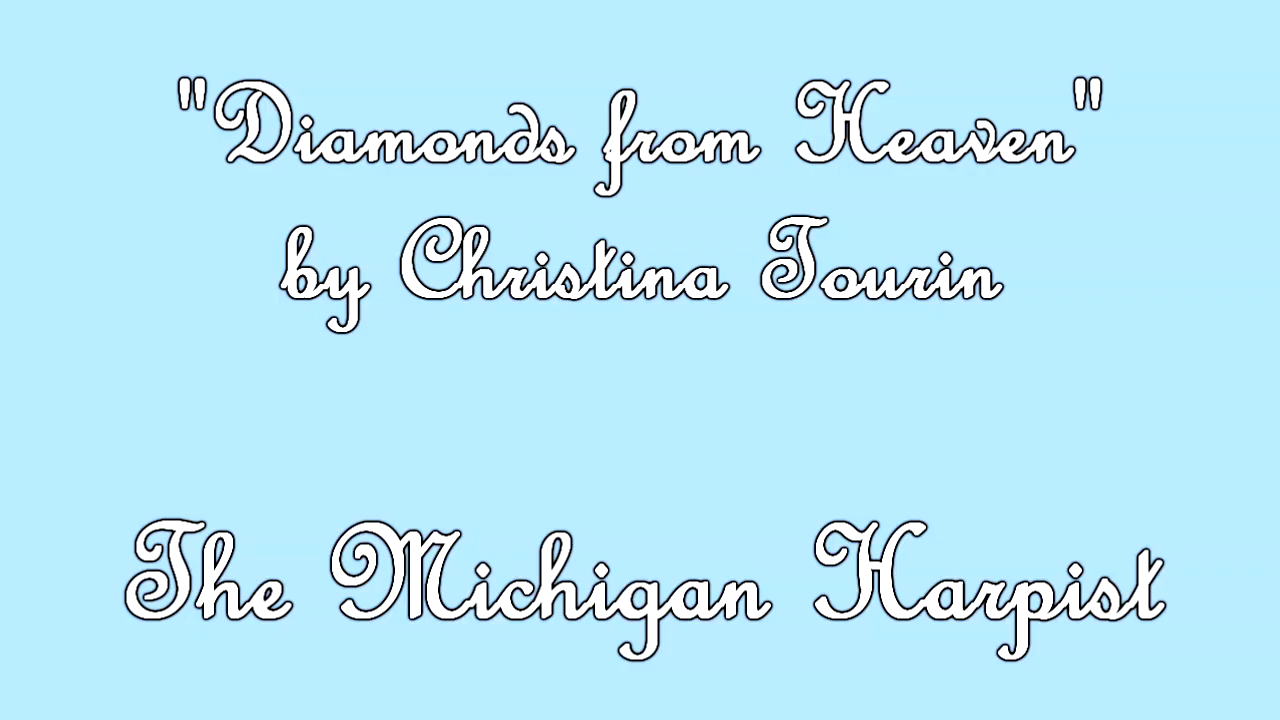 "Diamonds from Heaven"
by Christina Tourin
The Michigan Harpist